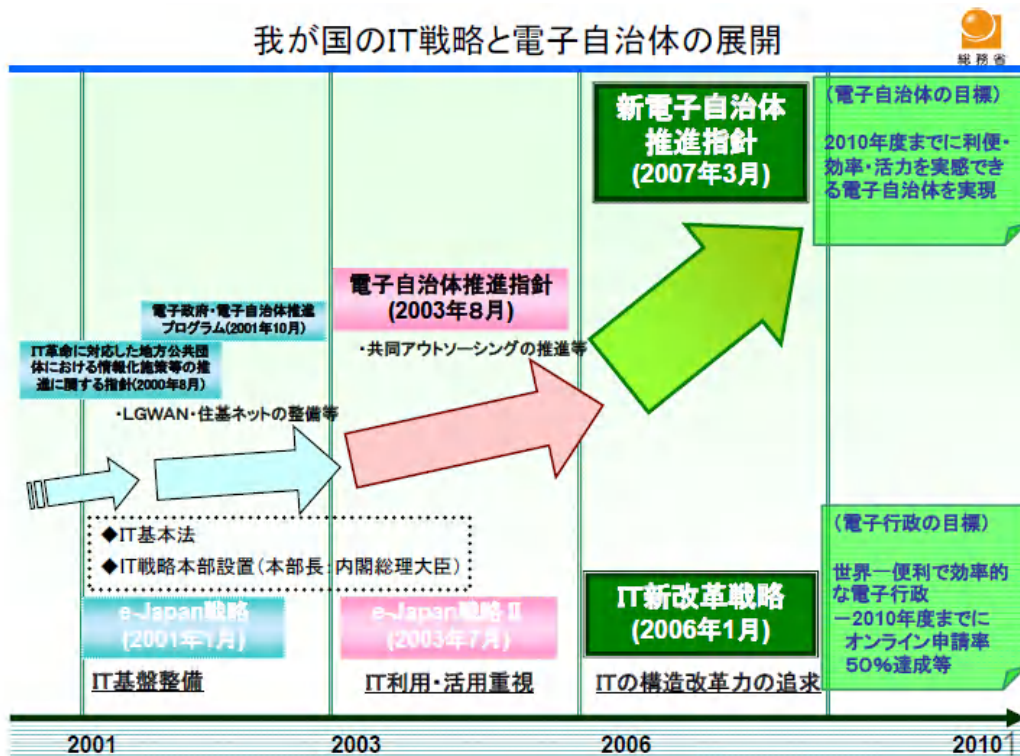 我が国のIT戦略と電子自治体の展開
総務省
新電子自治体
推進指針
(2007年3月)
(電子自治体の目標)
2010年度までに利便・
効率・活力を実感でき
る電子自治体を実現
電子自治体推進指針
(2003年8月)
・共同アウトソーシングの推進等
電子政府・電子自治体推進
プログラム(2001年10月)
IT革命に対応した地方公共団
体における情報化施策等の推
進に関する指針(2000年8月)
・LGWAN・住基ネットの整備等
◆IT基本法
◆IT戦略本部設置(本部長:内閣総理大臣)
e-Japan戦略
(2001年1月)
IT基盤整備
e-Japan戦略Ⅱ
(2003年7月)
IT利用・活用重視
IT新改革戦略
(2006年1月)
ITの構造改革力の追求
(電子行政の目標)
世界一便利で効率的
な電子行政
－2010年度までに
オンライン申請率
50%達成等
2001
2003
2006
2010
1